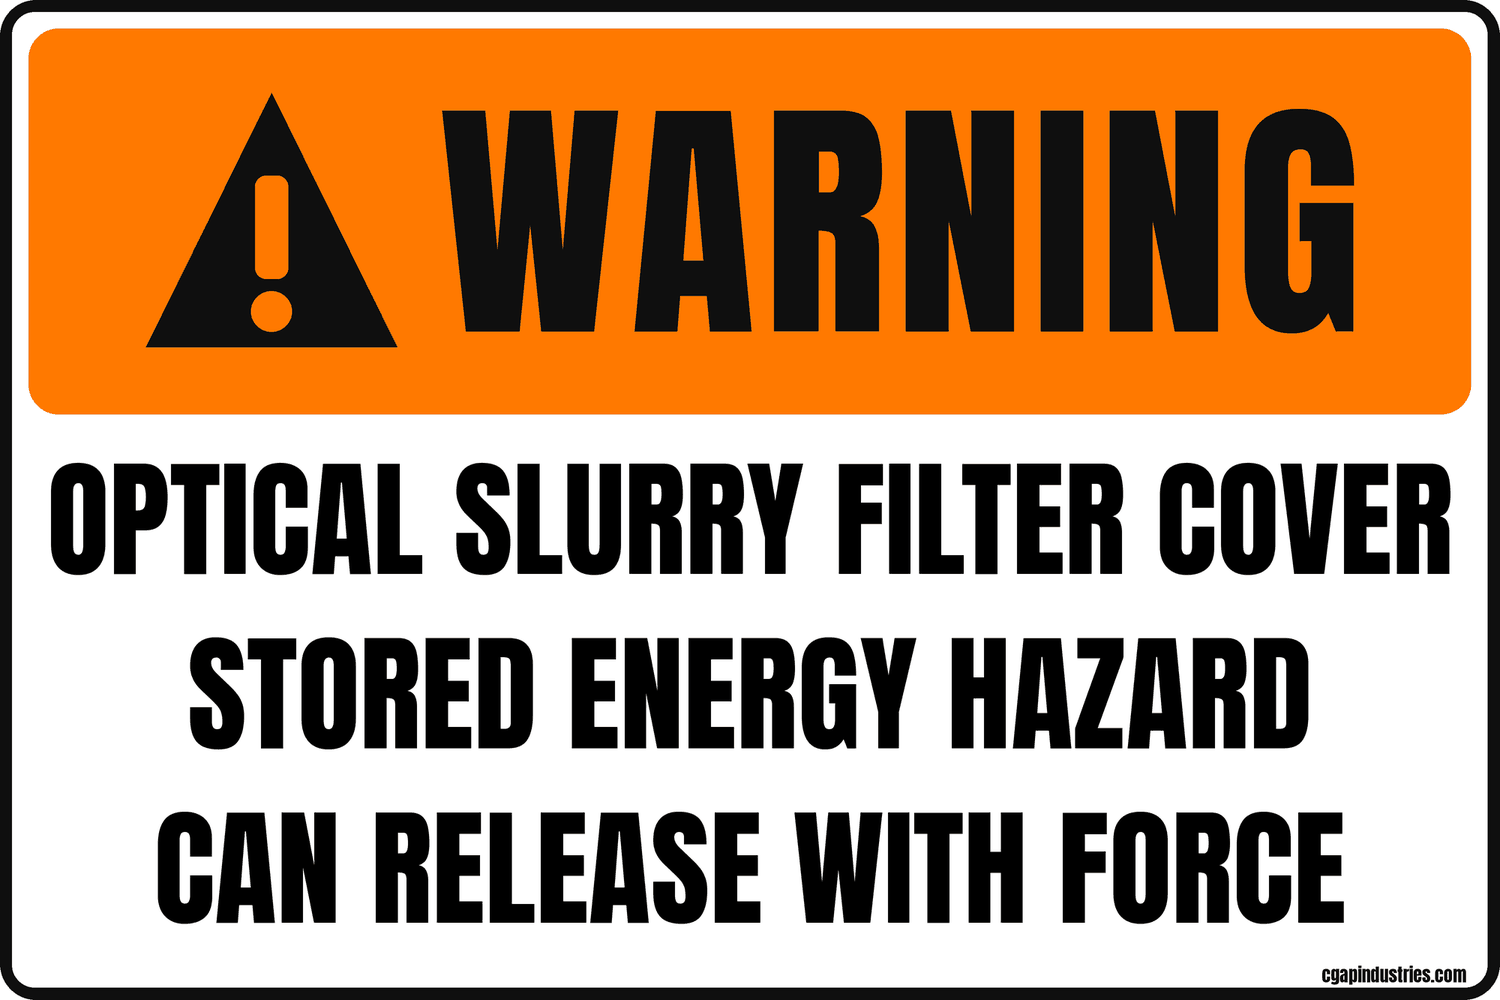 WARNING
OPTICAL SLURRY FILTER COVER
STORED ENERGY HAZARD
CAN RELEASE WITH FORCE
cgapindustries.com